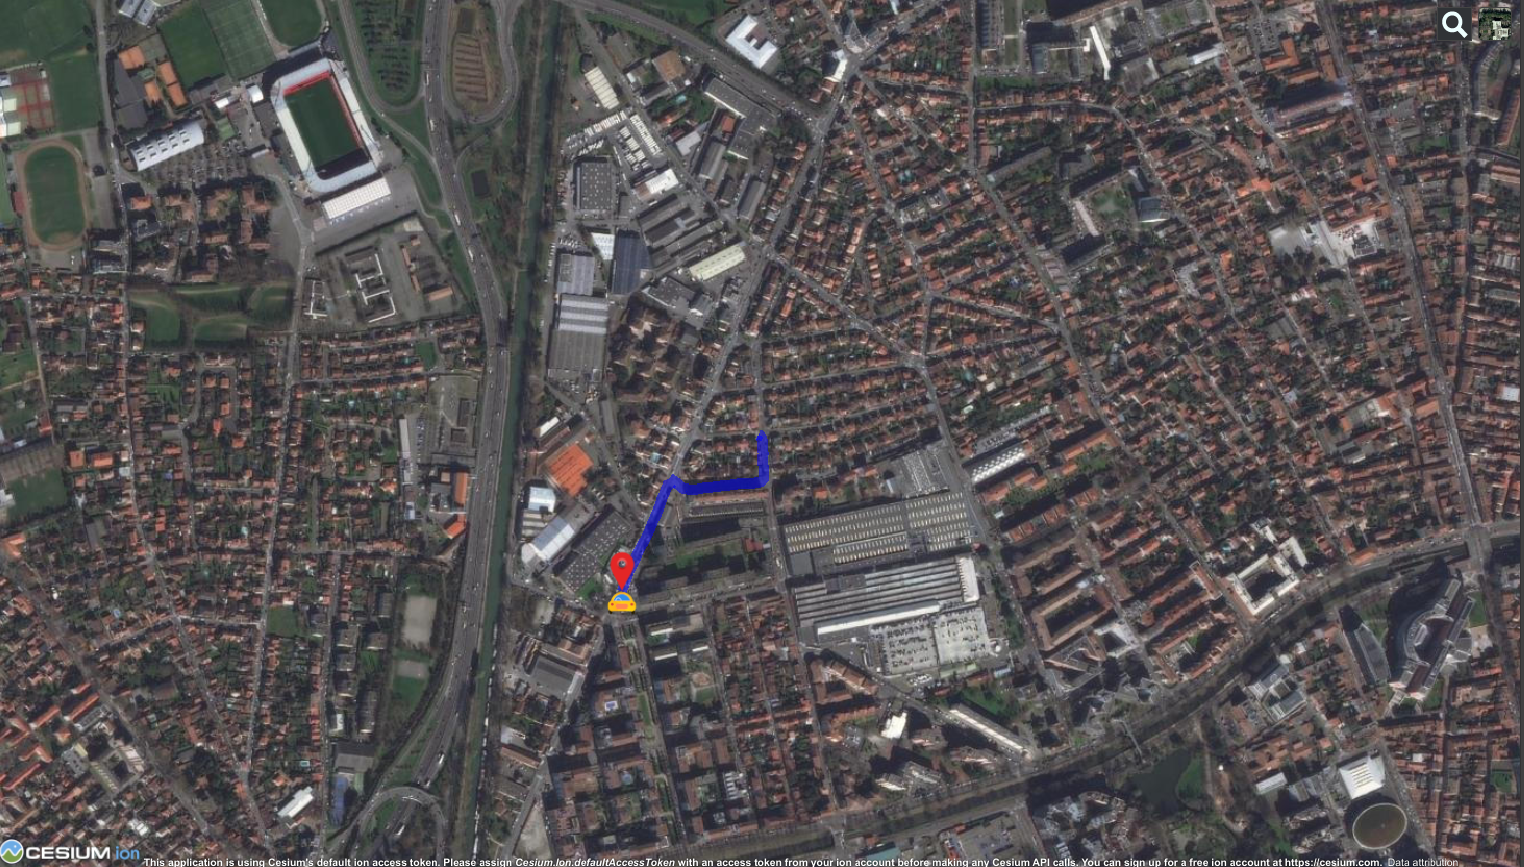 CESIUM ion
This application is using Cesium's default ion access token. Please assign Cesium.Ion.defaultAccessToken with an access token from your ion account before making any Cesium API calls. You can sign up for a free ion account at https://cesium.com. Data attribution